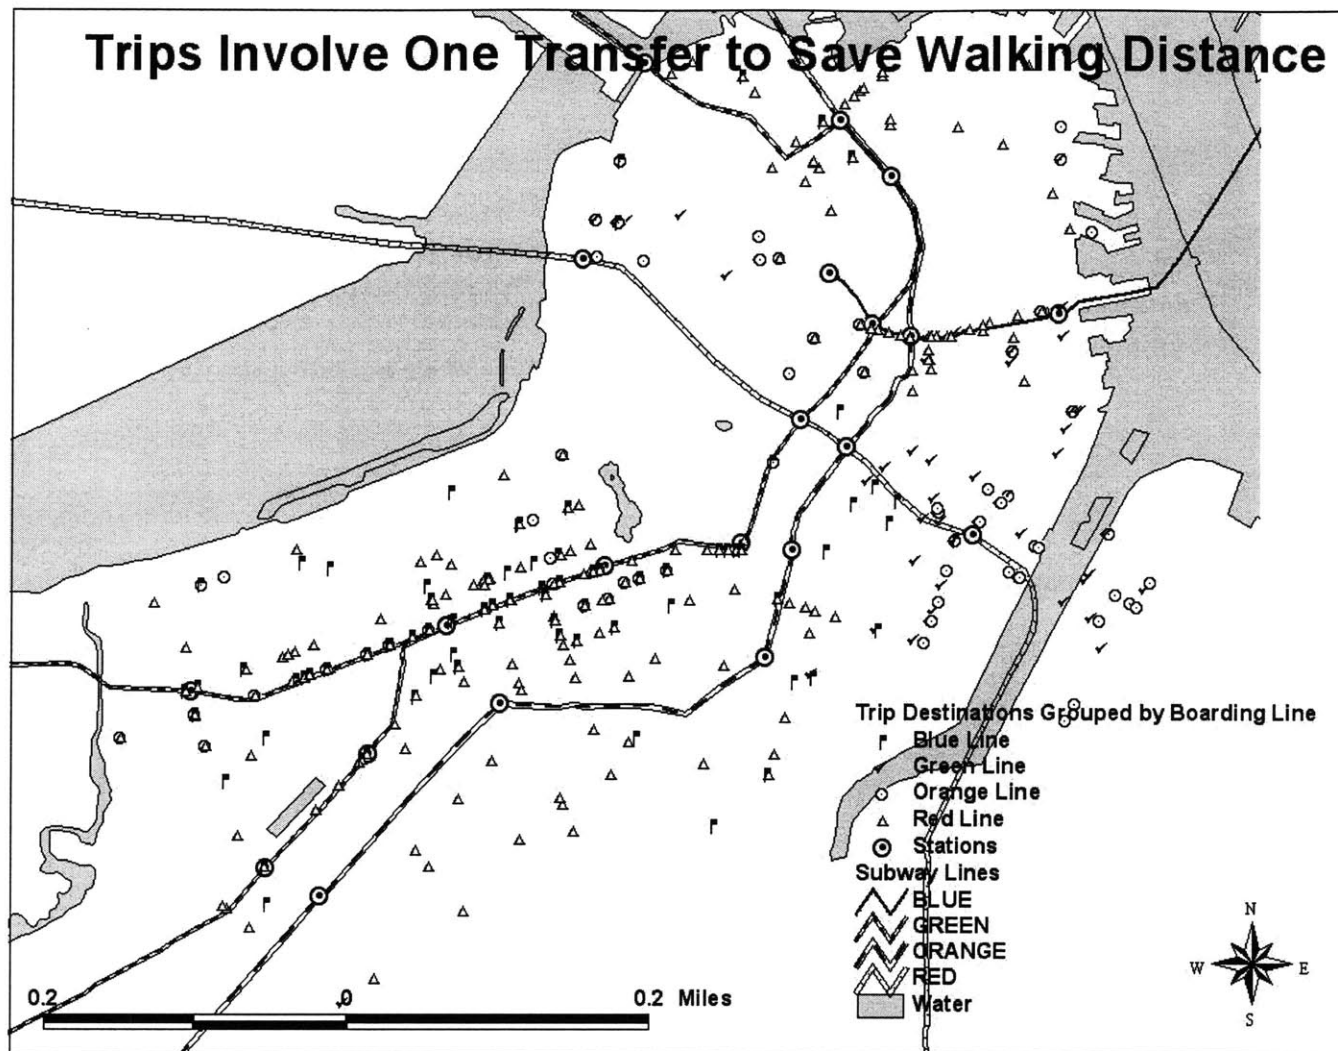 Trips Involve One Transfer to Save Walking Distance
Trip Destinations Grouped by Boarding Line
Blue Line
Green Line
Orange Line
Red Line
Stations
Subway Lines
BLUE
GREEN
ORANGE
RED
Water
0.2 0 0.2 Miles
N
W E
S